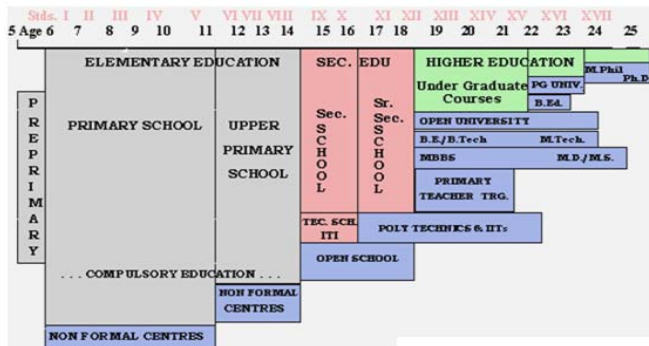 Stds. I II III IV V VI VII VIII IX X XI XII XIII XIV XV XVI XVII
5 Age 6 7 8 9 10 11 12 13 14 15 16 17 18 19 20 21 22 23 24 25
ELEMENTARY EDUCATION
SEC. EDU
HIGHER EDUCATION
M.Phil
Ph.D
Under Graduate
Courses
PG UNIV.
B.Ed.
PREPRIMARY
PRIMARY SCHOOL
UPPER
PRIMARY
SCHOOL
Sec. SCHOOL
Sr. Sec. SCHOOL
OPEN UNIVERSITY
B.E./B.Tech M.Tech.
MBBS M.D./M.S.
PRIMARY
TEACHER TRG.
TEC. SCH.
ITI
POLY TECHNICS & IITs
OPEN SCHOOL
. . . COMPULSORY EDUCATION . . .
NON FORMAL
CENTRES
NON FORMAL CENTRES